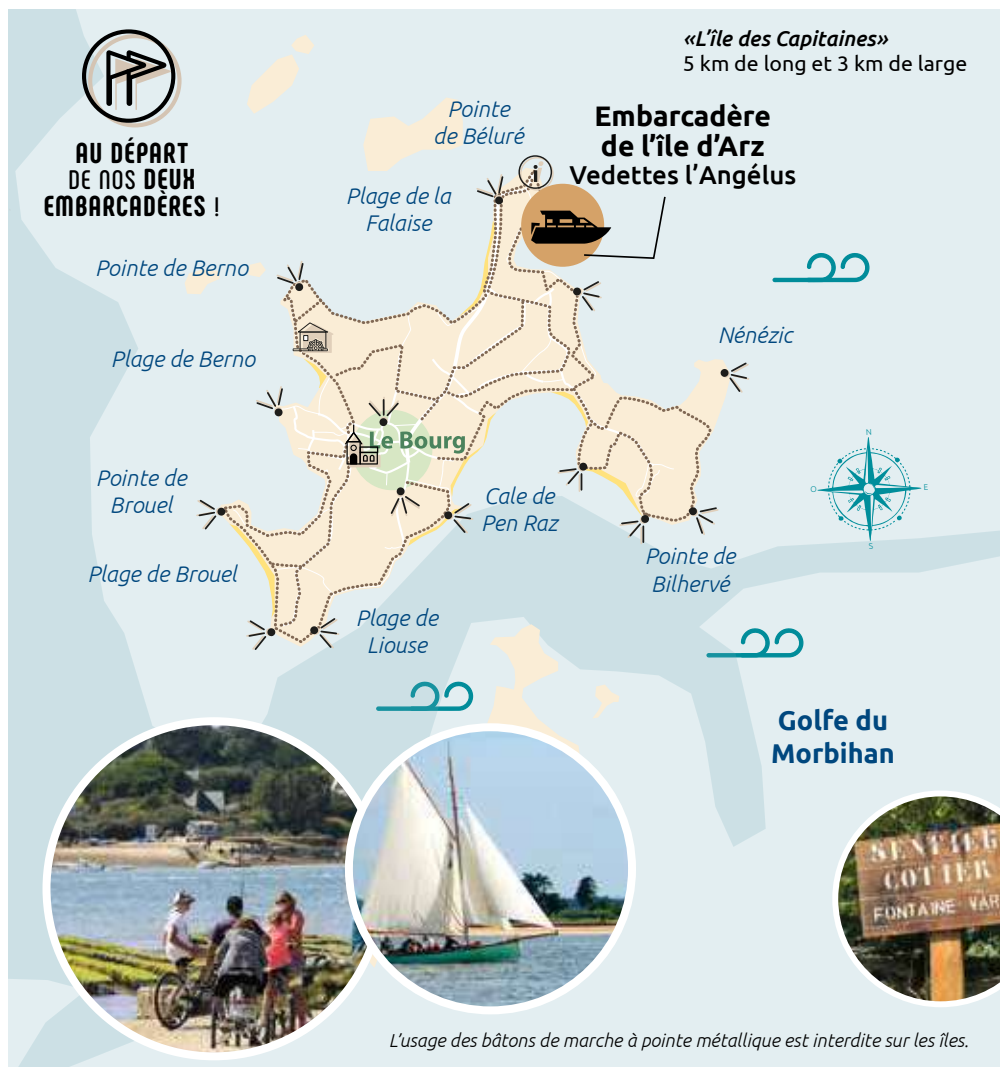 «L'île des Capitaines»
5 km de long et 3 km de large
AU DÉPART
DE NOS DEUX
EMBARCADÈRES !
Pointe
de Béluré
Embarcadère
de l'île d'Arz
Vedettes l'Angélus
i
Plage de la
Falaise
Pointe de Berno
Plage de Berno
Nénézic
Le Bourg
N
O
E
S
Pointe de
Brouel
Cale de
Pen Raz
Plage de Brouel
Pointe de
Bilhervé
Plage de
Liouse
Golfe du
Morbihan
SENTIER
COTIER
FONTAINE
L'usage des bâtons de marche à pointe métallique est interdite sur les îles.